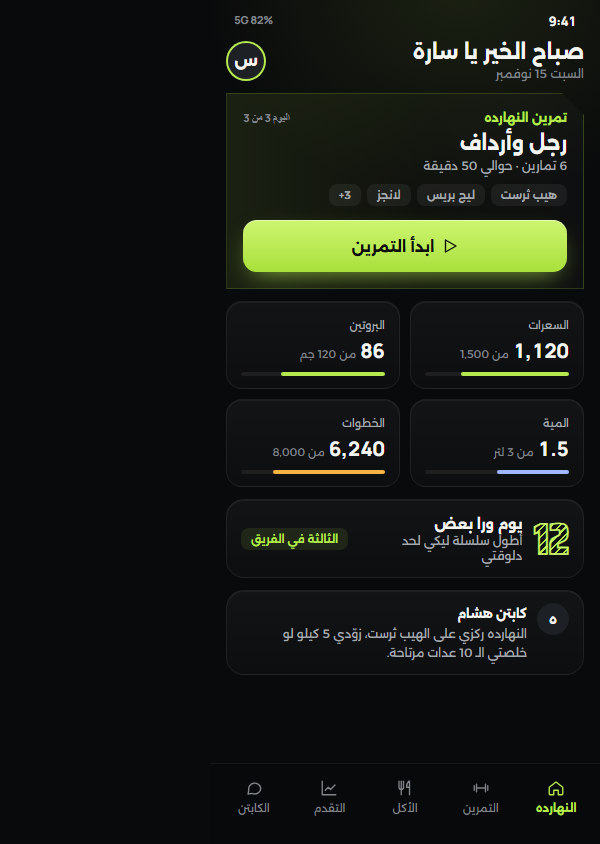 9:41
5G 82%
صباح الخير يا سارة
السبت 15 نوفمبر
س
تمرين النهارده
اليوم 3 من 3
رجل وأرداف
6 تمارين · حوالي 50 دقيقة
هيب ثرست
ليج بريس
لانجز
+3
ابدأ التمرين
السعرات
1,120 من 1,500
البروتين
86 من 120 جم
المية
1.5 من 3 لتر
الخطوات
6,240 من 8,000
12
يوم ورا بعض
أطول سلسلة ليكي لحد
دلوقتي
الثالثة في الفريق
ه
كابتن هشام
النهارده ركزي على الهيب ثرست، زوّدي 5 كيلو لو
خلصتي الـ 10 عدات مرتاحة.
النهارده
التمرين
الأكل
التقدم
الكابتن